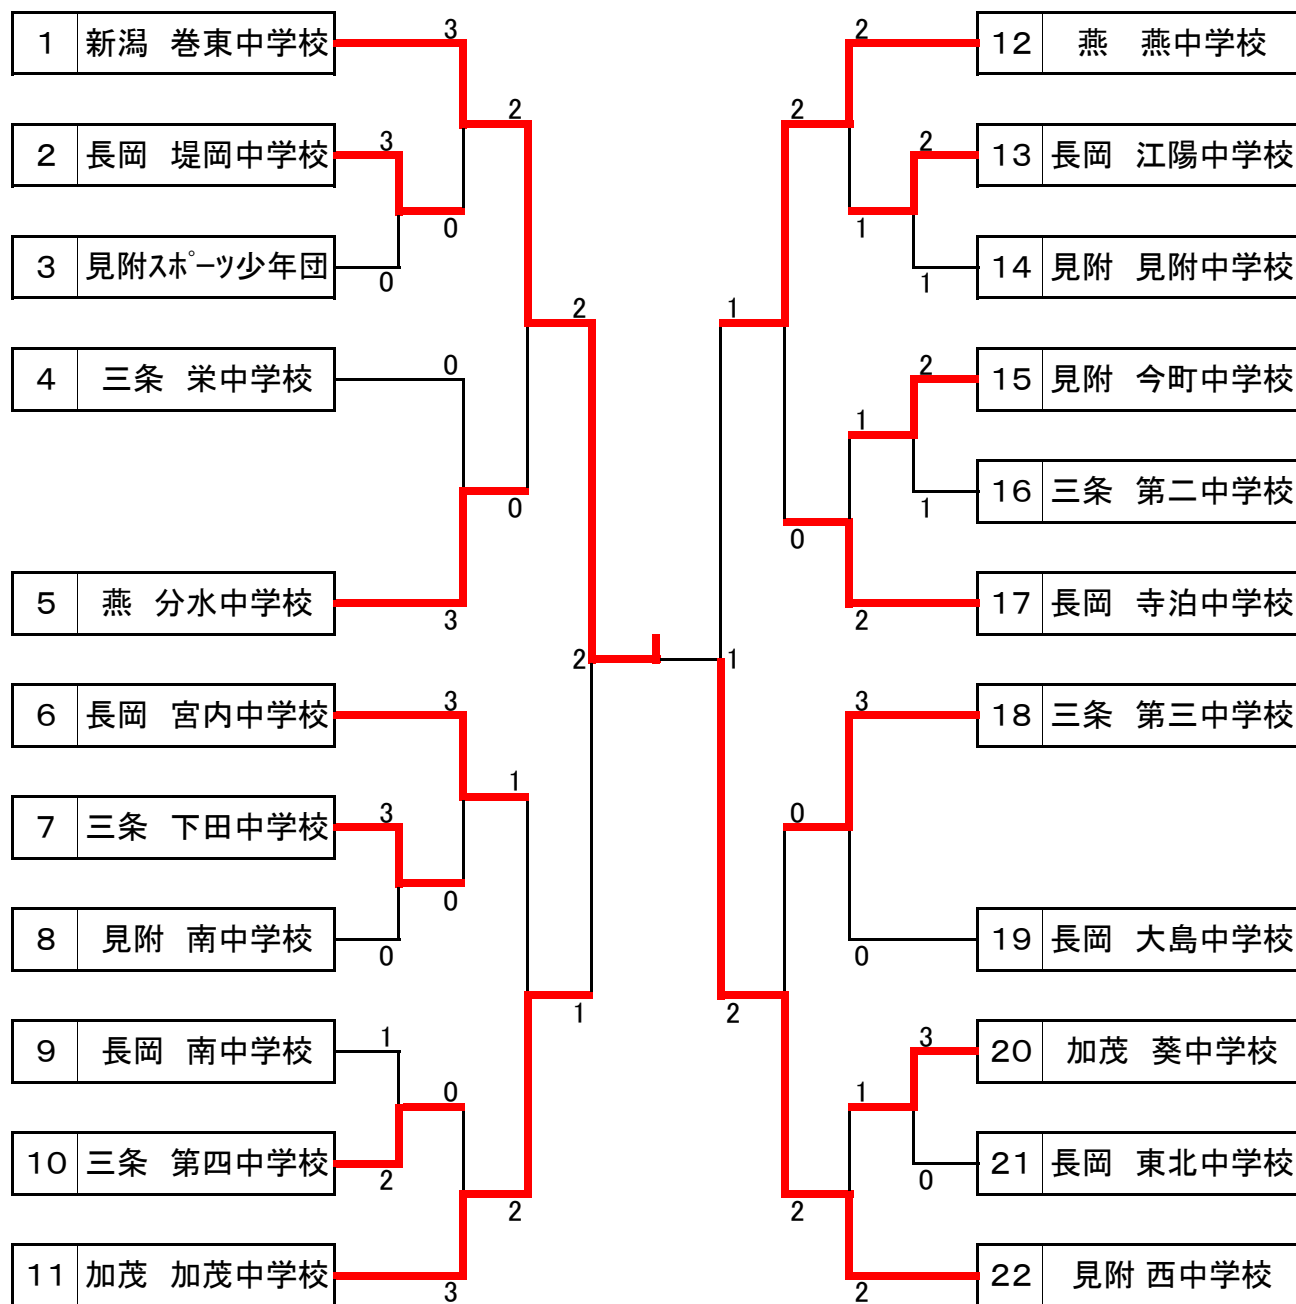 1 新潟 巻東中学校
2 長岡 堤岡中学校
3 見附スポーツ少年団
4 三条 栄中学校
5 燕 分水中学校
6 長岡 宮内中学校
7 三条 下田中学校
8 見附 南中学校
9 長岡 南中学校
10 三条 第四中学校
11 加茂 加茂中学校
3
3
0
0
0
3
3
3
0
0
1
0
2
3
2
0
1
2
2
1
2
1
1
2
2
0
0
2
2
1
1
2
3
0
1
2
2
1
2
1
3
0
12 燕 燕中学校
13 長岡 江陽中学校
14 見附 見附中学校
15 見附 今町中学校
16 三条 第二中学校
17 長岡 寺泊中学校
18 三条 第三中学校
19 長岡 大島中学校
20 加茂 葵中学校
21 長岡 東北中学校
22 見附 西中学校